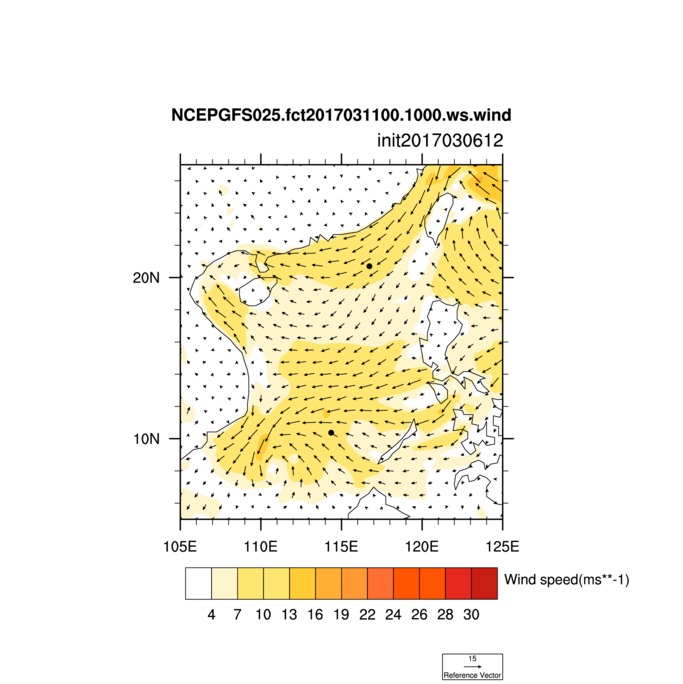 NCEPGFS025.fct2017031100.1000.ws.wind
init2017030612
20N
10N
105E 110E 115E 120E 125E
Wind speed(ms**-1)
4 7 10 13 16 19 22 24 26 28 30
15
Reference Vector